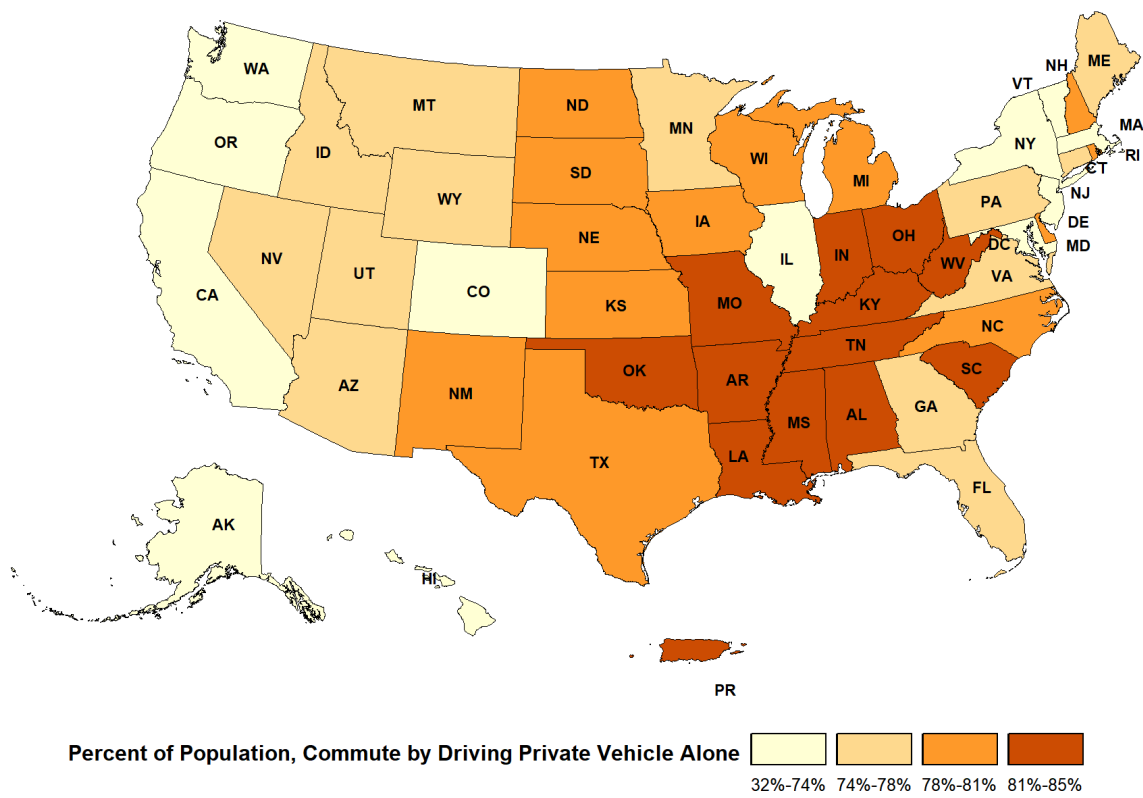 WA
MT
ND
MN
VT
NH
ME
OR
ID
SD
WI
MI
NY
MA
RI
CT
WY
IA
PA
NJ
NV
UT
NE
IL
IN
OH
DE
MD
DC
CA
CO
KS
MO
WV
VA
KY
AZ
NM
OK
AR
TN
NC
SC
TX
LA
MS
AL
GA
FL
AK
HI
PR
Percent of Population, Commute by Driving Private Vehicle Alone
32%-74% 74%-78% 78%-81% 81%-85%